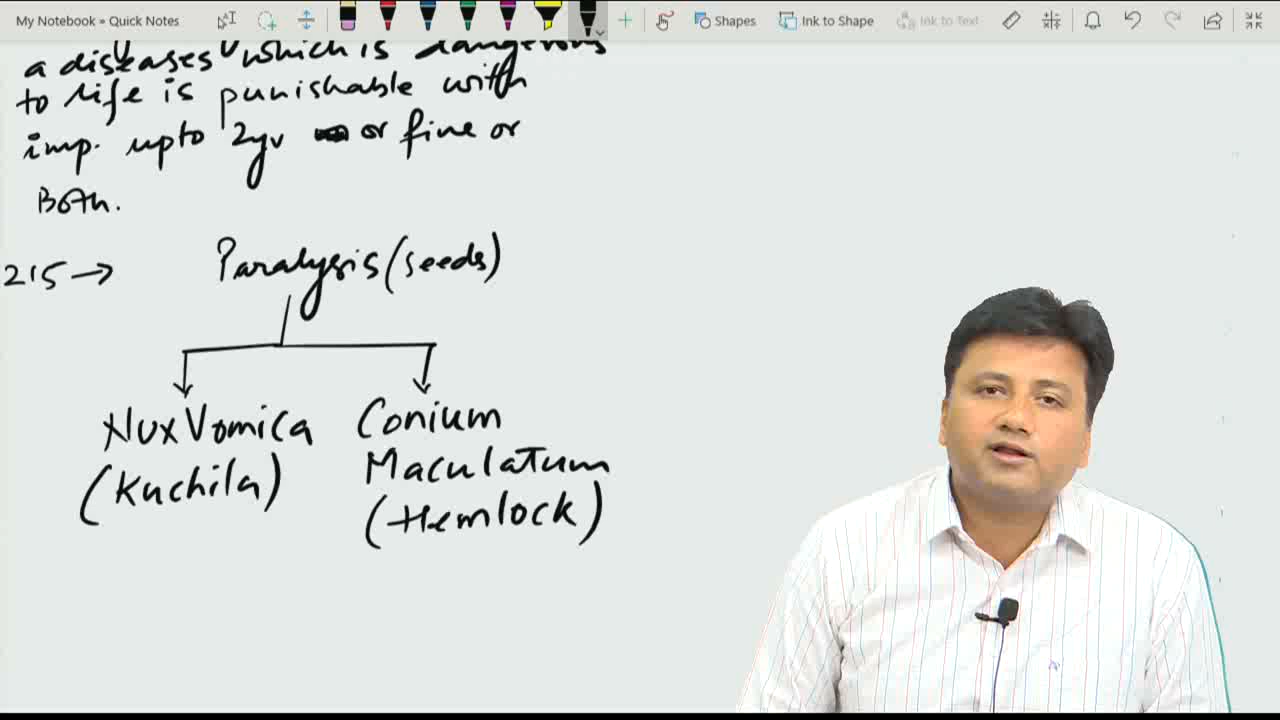 My Notebook » Quick Notes
Shapes
Ink to Shape
Ink to Text
a diseases which is dangerous
to life is punishable with
imp. upto 2yr or fine or
Both.
215 → Paralysis (seeds)
Nux Vomica
(Kuchila)
Conium
Maculatum
(Hemlock)